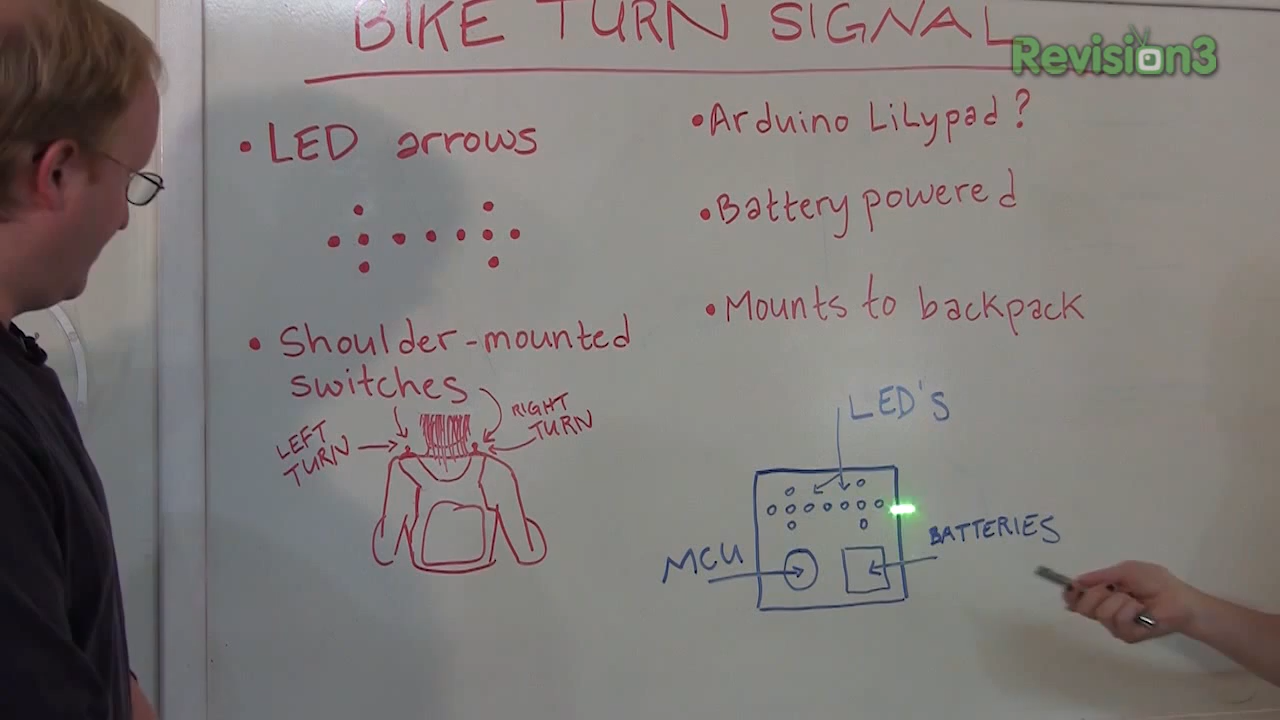 BIKE TURN SIGNAL
Revision3
• LED arrows
• Shoulder-mounted
switches
LEFT
TURN
RIGHT
TURN
• Arduino LiLypad?
• Battery powered
• Mounts to backpack
LED'S
MCU
BATTERIES